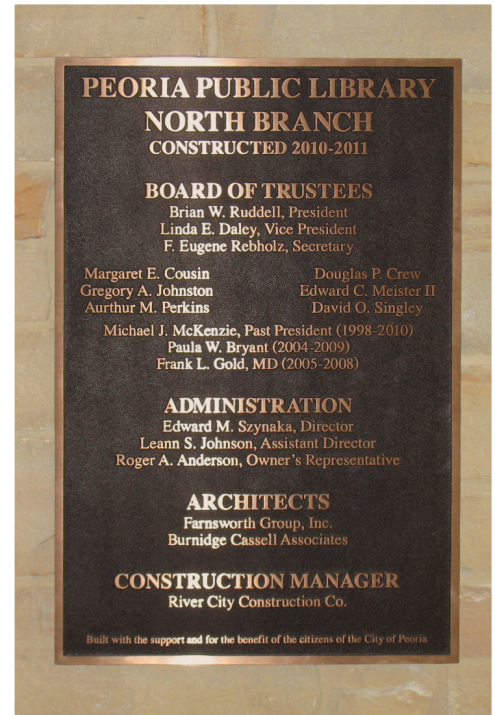 PEORIA PUBLIC LIBRARY
NORTH BRANCH
CONSTRUCTED 2010-2011
BOARD OF TRUSTEES
Brian W. Ruddell, President
Linda E. Daley, Vice President
F. Eugene Rebholz, Secretary
Margaret E. Cousin Douglas P. Crew
Gregory A. Johnston Edward C. Meister II
Aurthur M. Perkins David O. Singley
Michael J. McKenzie, Past President (1998-2010)
Paula W. Bryant (2004-2009)
Frank L. Gold, MD (2005-2008)
ADMINISTRATION
Edward M. Szynaka, Director
Leann S. Johnson, Assistant Director
Roger A. Anderson, Owner's Representative
ARCHITECTS
Farnsworth Group, Inc.
Burnidge Cassell Associates
CONSTRUCTION MANAGER
River City Construction Co.
Built with the support and for the benefit of the citizens of the City of Peoria